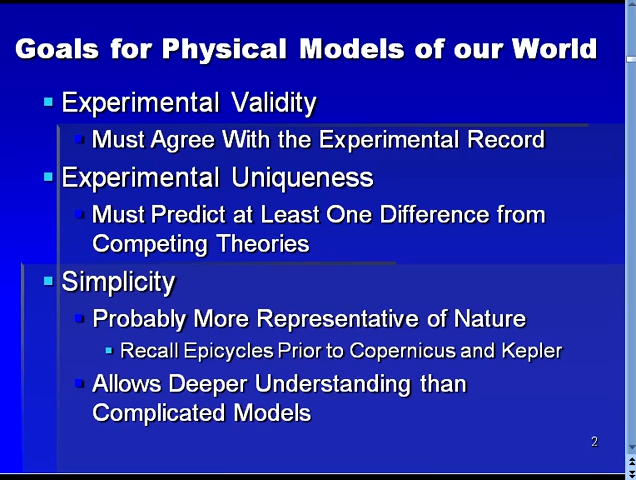 Goals for Physical Models of our World
Experimental Validity
Must Agree With the Experimental Record
Experimental Uniqueness
Must Predict at Least One Difference from
Competing Theories
Simplicity
Probably More Representative of Nature
Recall Epicycles Prior to Copernicus and Kepler
Allows Deeper Understanding than
Complicated Models
2